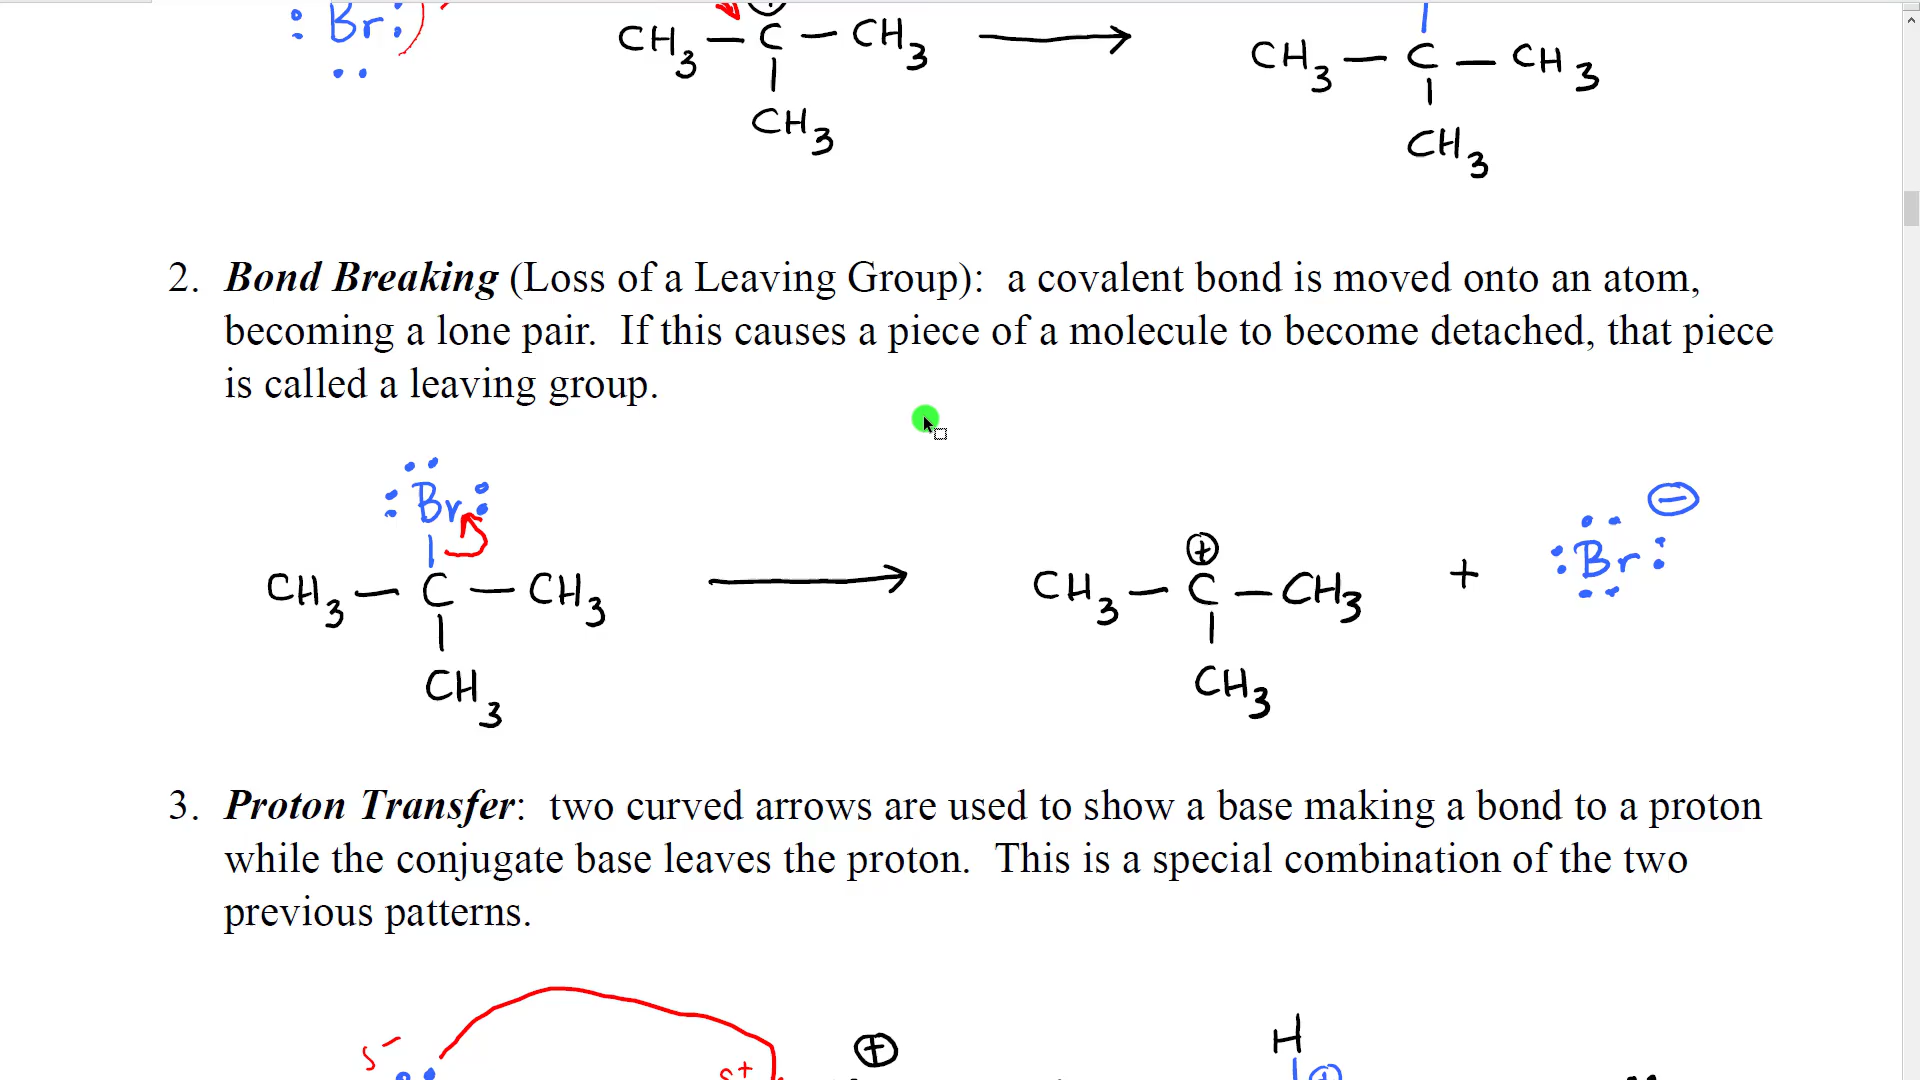 : Br :
CH3 — C — CH3 ⟶ CH3 — C — CH3
CH3 CH3
2. Bond Breaking (Loss of a Leaving Group): a covalent bond is moved onto an atom,
becoming a lone pair. If this causes a piece of a molecule to become detached, that piece
is called a leaving group.
: Br : ⊖
⊕ : Br :
CH3 — C — CH3 ⟶ CH3 — C — CH3 +
CH3 CH3
3. Proton Transfer: two curved arrows are used to show a base making a bond to a proton
while the conjugate base leaves the proton. This is a special combination of the two
previous patterns.
H
δ- δ+ ⊕ ⊕